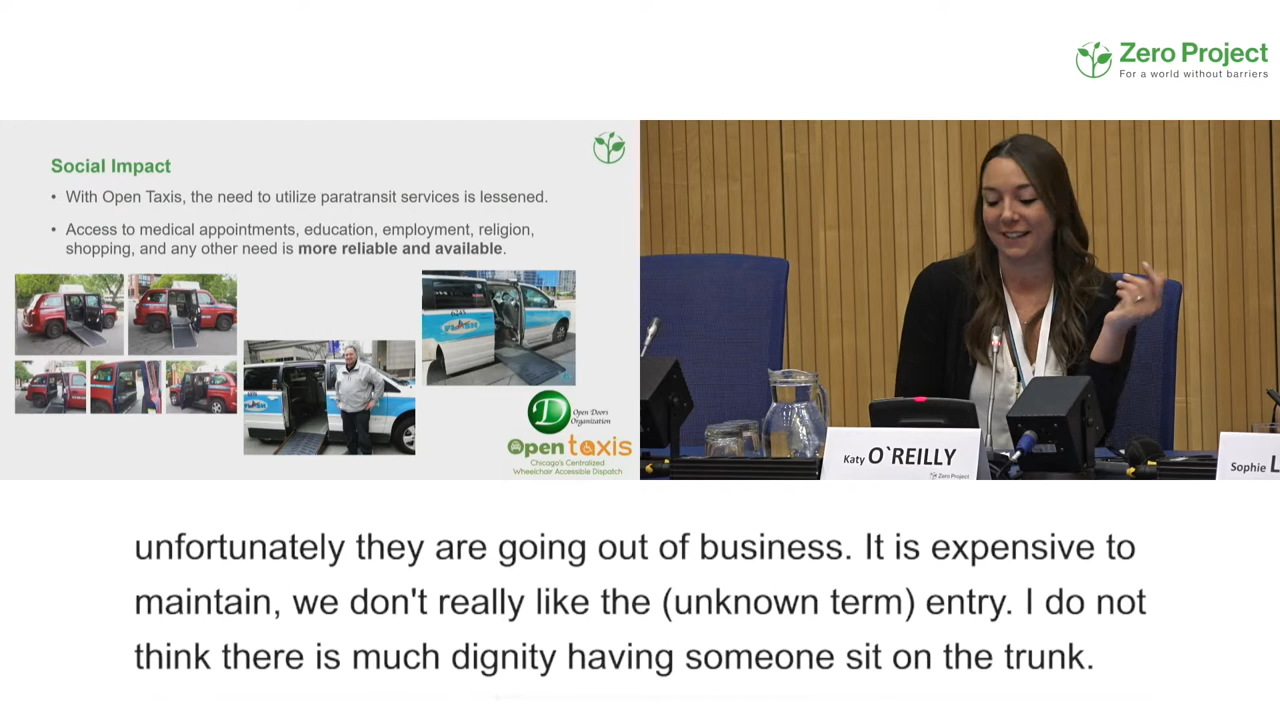 Zero Project
For a world without barriers
Social Impact
• With Open Taxis, the need to utilize paratransit services is lessened.
• Access to medical appointments, education, employment, religion,
shopping, and any other need is more reliable and available.
FLASH
FLASH
D
Open Doors
Organization
Open taxis
Chicago's Centralized
Wheelchair Accessible Dispatch
Katy O`REILLY
Zero Project
Sophie L
unfortunately they are going out of business. It is expensive to
maintain, we don't really like the (unknown term) entry. I do not
think there is much dignity having someone sit on the trunk.